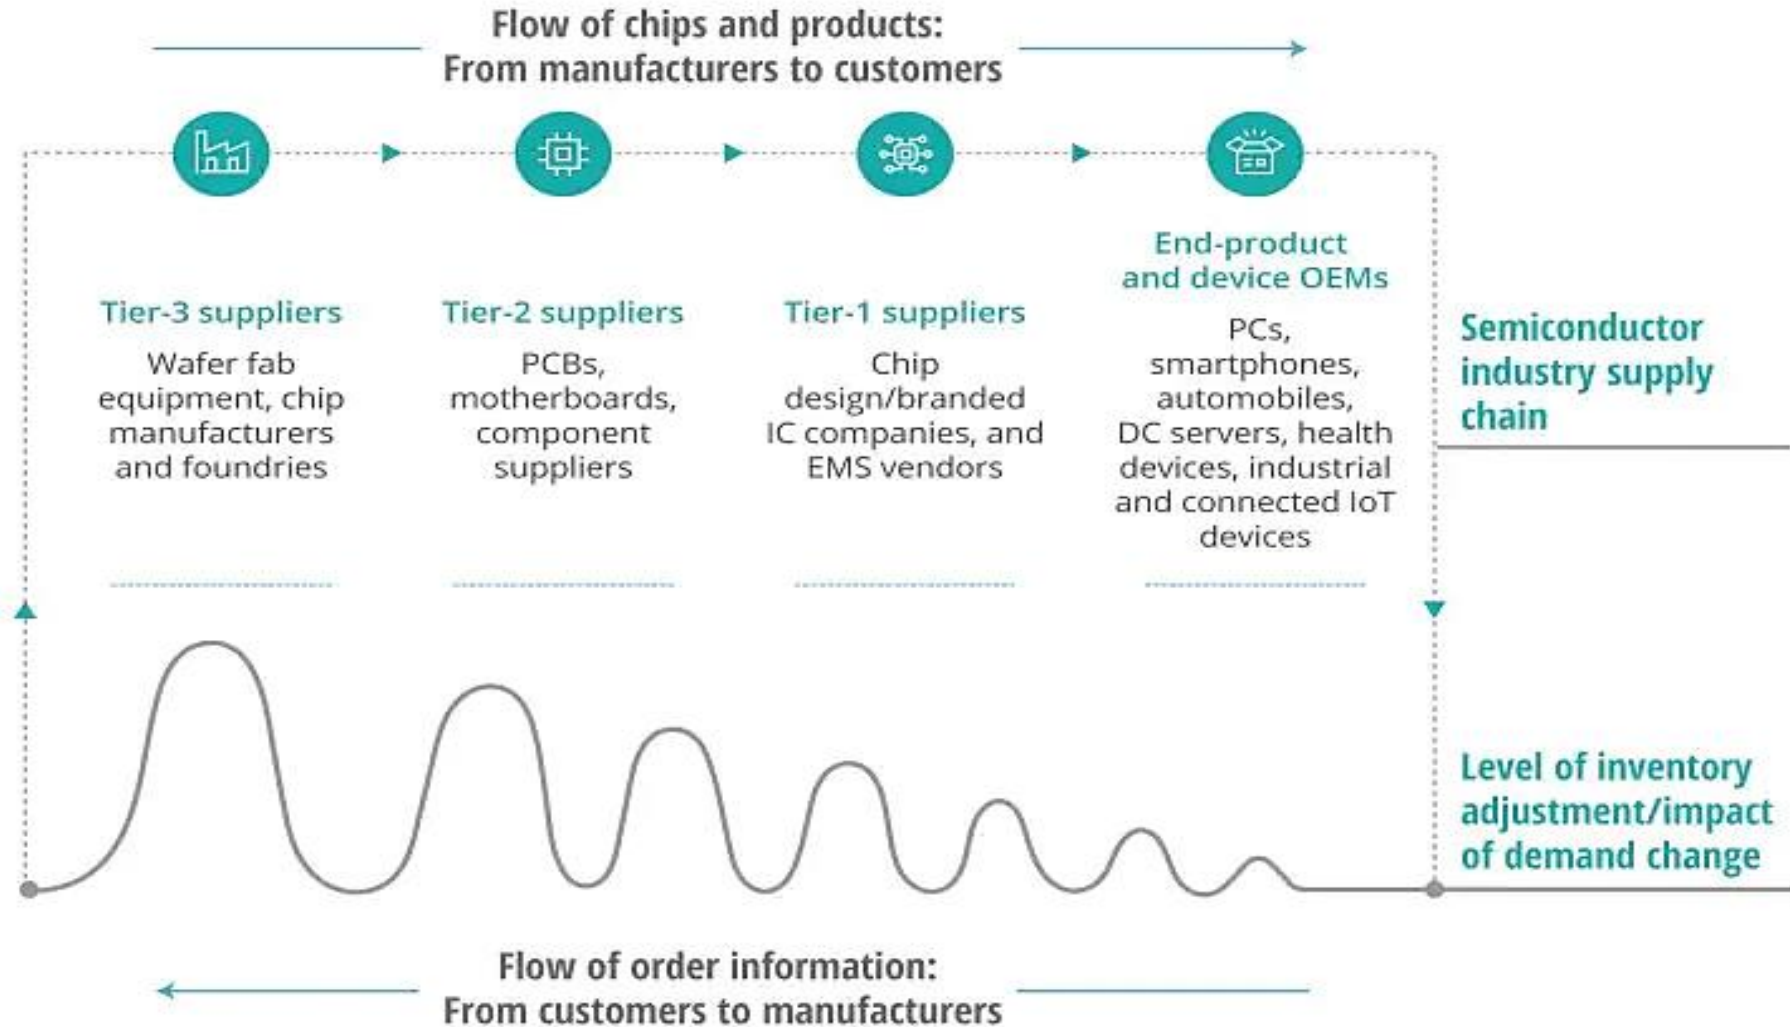 Flow of chips and products:
From manufacturers to customers
Tier-3 suppliers
Wafer fab
equipment, chip
manufacturers
and foundries
Tier-2 suppliers
PCBs,
motherboards,
component
suppliers
Tier-1 suppliers
Chip
design/branded
IC companies, and
EMS vendors
End-product
and device OEMs
PCs,
smartphones,
automobiles,
DC servers, health
devices, industrial
and connected IoT
devices
Semiconductor
industry supply
chain
Level of inventory
adjustment/impact
of demand change
Flow of order information:
From customers to manufacturers